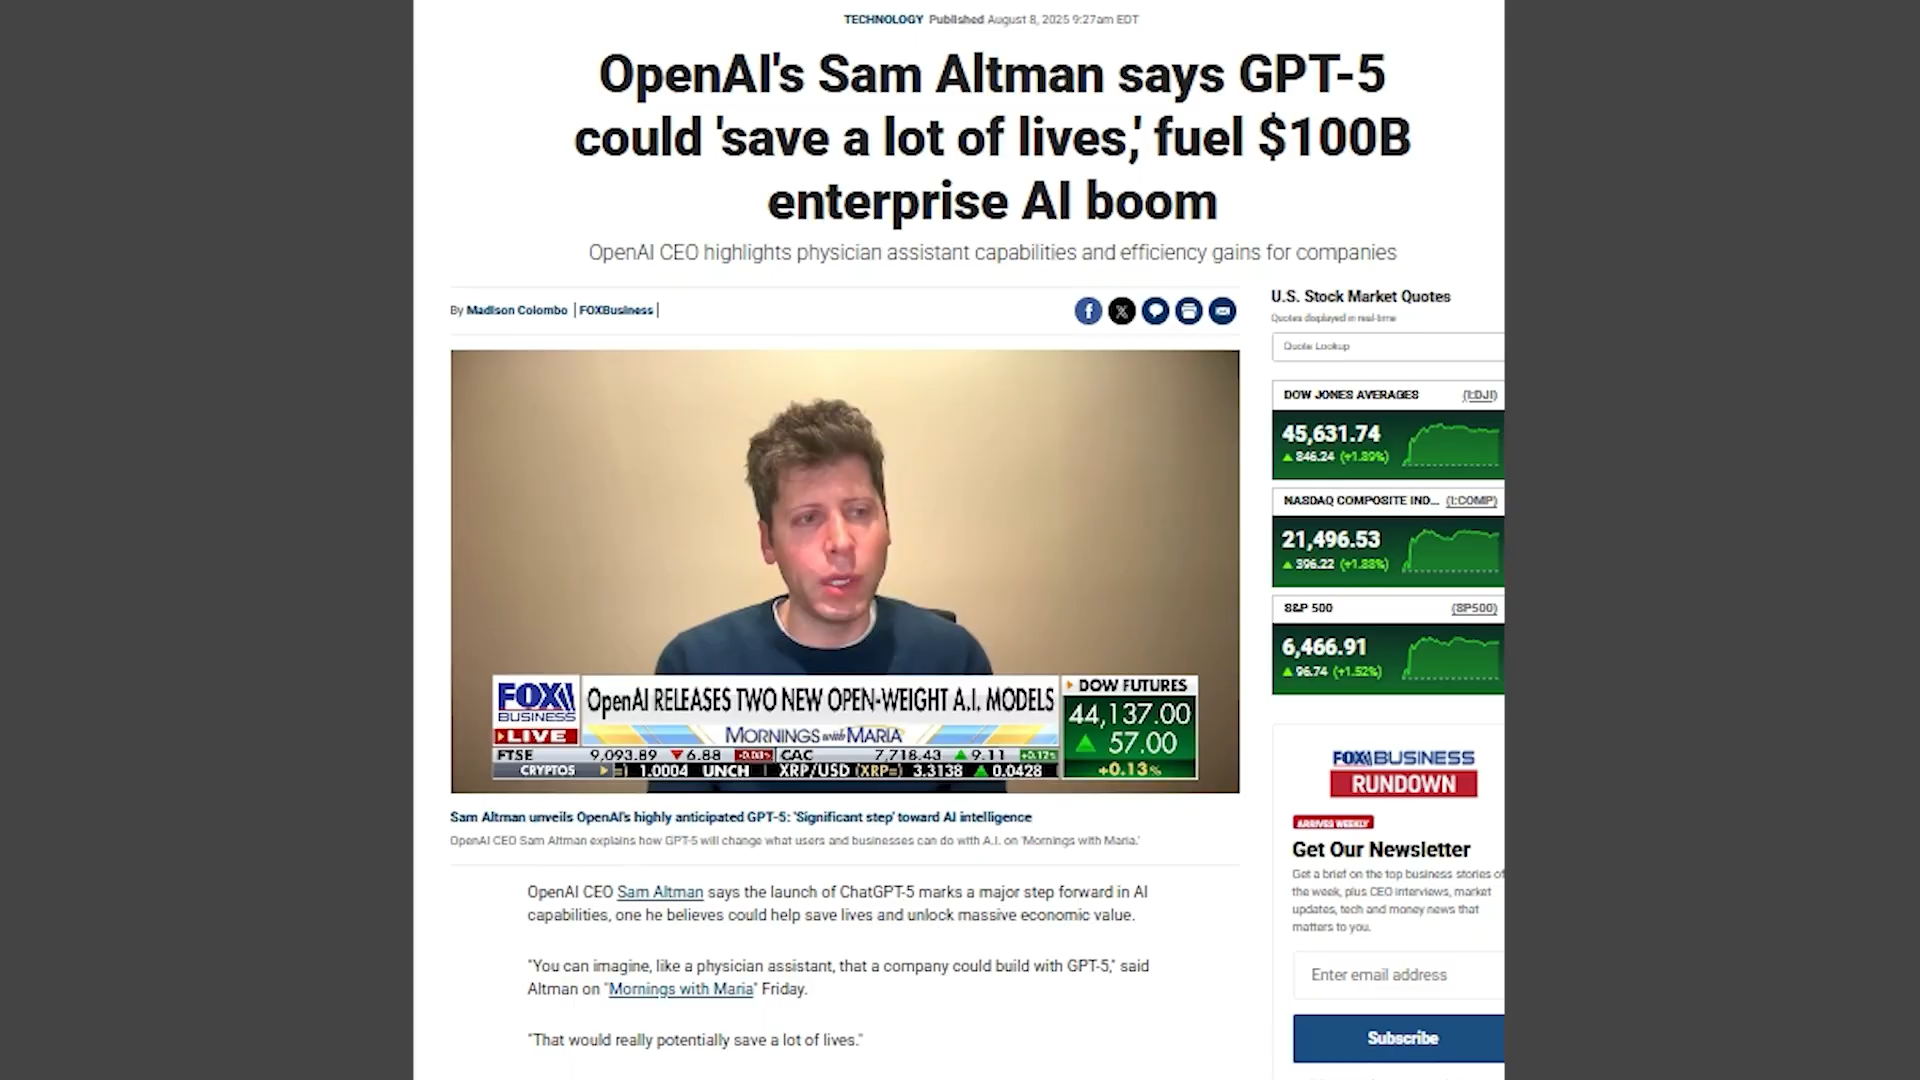 TECHNOLOGY Published August 8, 2025 9:27am EDT
OpenAI's Sam Altman says GPT-5
could 'save a lot of lives,' fuel $100B
enterprise AI boom
OpenAI CEO highlights physician assistant capabilities and efficiency gains for companies
By Madison Colombo | FOXBusiness |
FOX
BUSINESS
LIVE
OpenAI RELEASES TWO NEW OPEN-WEIGHT A.I. MODELS
MORNINGS with MARIA
FTSE 9,093.89 ▼6.88 -0.08% CAC 7,718.43 ▲9.11 +0.12%
CRYPTOS 1.0004 UNCH XRP/USD (XRP=) 3.3138 ▲ 0.0428
DOW FUTURES
44,137.00
▲ 57.00
+0.13%
Sam Altman unveils OpenAI's highly anticipated GPT-5: 'Significant step' toward AI intelligence
OpenAI CEO Sam Altman explains how GPT-5 will change what users and businesses can do with A.I. on 'Mornings with Maria.'
OpenAI CEO Sam Altman says the launch of ChatGPT-5 marks a major step forward in AI
capabilities, one he believes could help save lives and unlock massive economic value.
"You can imagine, like a physician assistant, that a company could build with GPT-5," said
Altman on "Mornings with Maria" Friday.
"That would really potentially save a lot of lives."
U.S. Stock Market Quotes
Quotes displayed in real-time
Quote Lookup
DOW JONES AVERAGES (I:DJI)
45,631.74
▲ 846.24 (+1.89%)
NASDAQ COMPOSITE IND... (I:COMP)
21,496.53
▲ 396.22 (+1.88%)
S&P 500 (SP500)
6,466.91
▲ 96.74 (+1.52%)
FOX BUSINESS
RUNDOWN
ARRIVES WEEKLY
Get Our Newsletter
Get a brief on the top business stories of
the week, plus CEO interviews, market
updates, tech and money news that
matters to you.
Enter email address
Subscribe